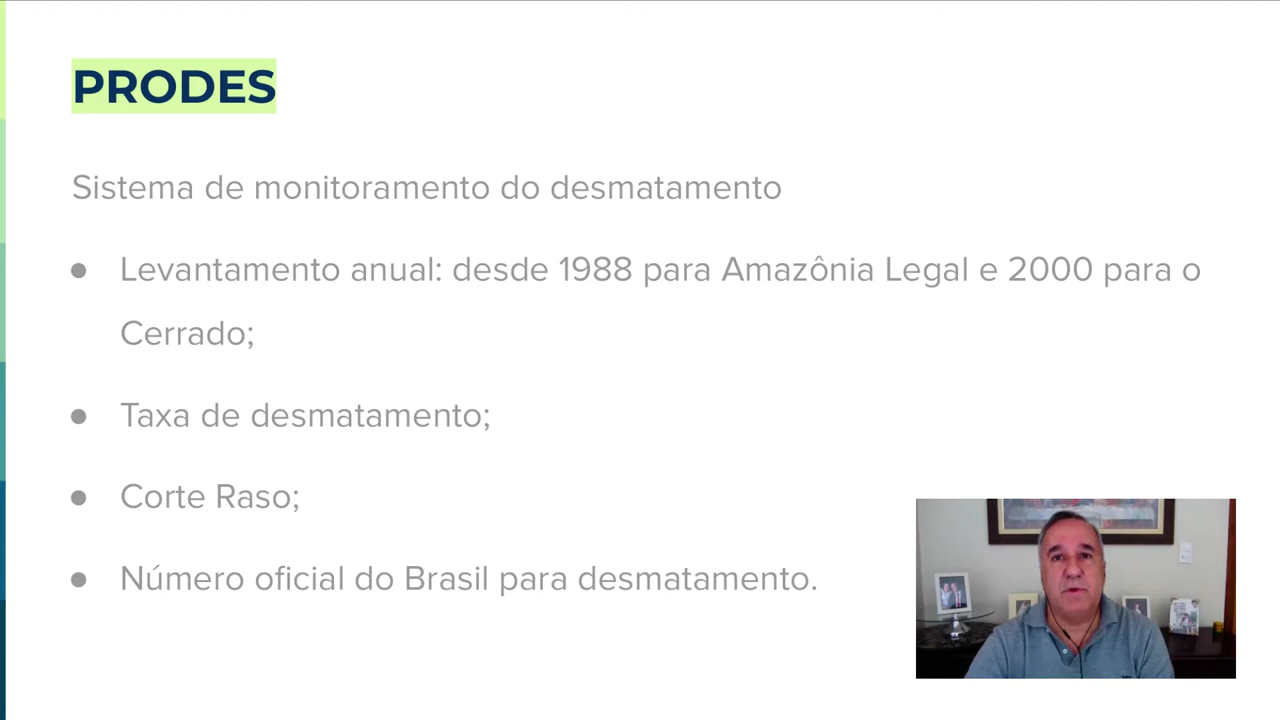 PRODES
Sistema de monitoramento do desmatamento
● Levantamento anual: desde 1988 para Amazônia Legal e 2000 para o
Cerrado;
● Taxa de desmatamento;
● Corte Raso;
● Número oficial do Brasil para desmatamento.